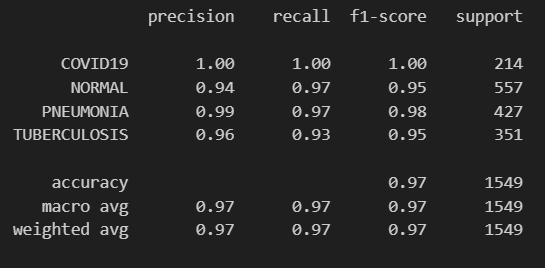 precision recall f1-score support
COVID19 1.00 1.00 1.00 214
NORMAL 0.94 0.97 0.95 557
PNEUMONIA 0.99 0.97 0.98 427
TUBERCULOSIS 0.96 0.93 0.95 351
accuracy 0.97 1549
macro avg 0.97 0.97 0.97 1549
weighted avg 0.97 0.97 0.97 1549